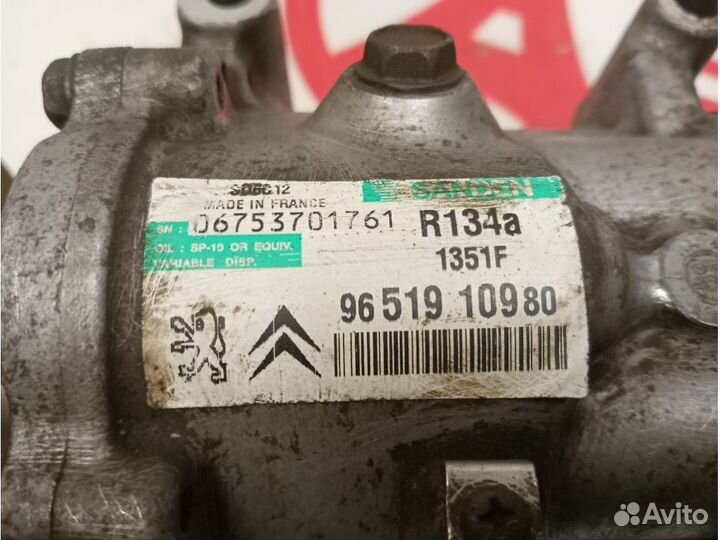 SD6C12
SANDEN
MADE IN FRANCE
SN : 06753701761
R134a
OIL : SP-10 OR EQUIV.
VARIABLE DISP.
1351F
96 519 109 80
Avito